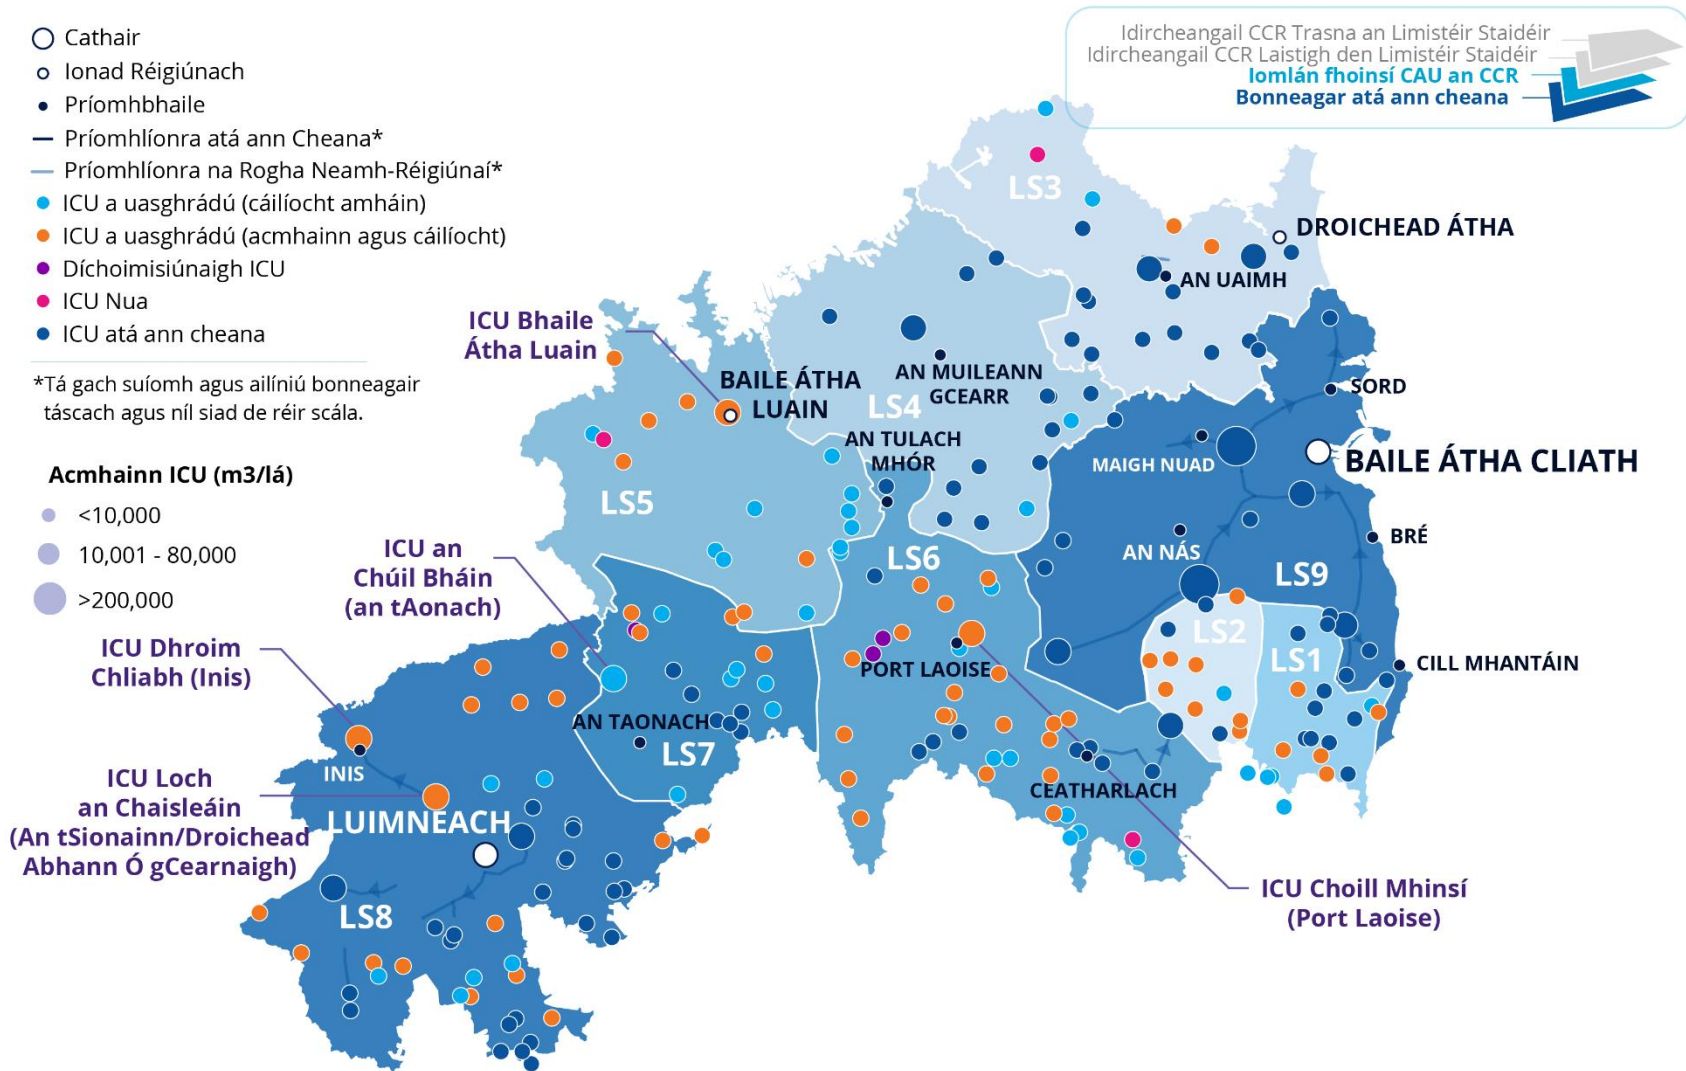 Cathair
Ionad Réigiúnach
Príomhbhaile
Príomhlíonra atá ann Cheana*
Príomhlíonra na Rogha Neamh-Réigiúnaí*
ICU a uasghrádú (cáilíocht amháin)
ICU a uasghrádú (acmhainn agus cáilíocht)
Díchoimisiúnaigh ICU
ICU Nua
ICU atá ann cheana
*Tá gach suíomh agus ailíniú bonneagair
táscach agus níl siad de réir scála.
Acmhainn ICU (m3/lá)
<10,000
10,001 - 80,000
>200,000
Idircheangail CCR Trasna an Limistéir Staidéir
Idircheangail CCR Laistigh den Limistéir Staidéir
Iomlán fhoinsí CAU an CCR
Bonneagar atá ann cheana
LS3
DROICHEAD ÁTHA
AN UAIMH
ICU Bhaile
Átha Luain
BAILE ÁTHA
LUAIN
AN MUILEANN
GCEARR
LS4
SORD
AN TULACH
MHÓR
MAIGH NUAD
BAILE ÁTHA CLIATH
LS5
BRÉ
AN NÁS
ICU an
Chúil Bháin
(an tAonach)
LS6
LS9
LS2
LS1
ICU Dhroim
Chliabh (Inis)
PORT LAOISE
CILL MHANTÁIN
AN TAONACH
LS7
INIS
ICU Loch
an Chaisleáin
(An tSionainn/Droichead
Abhann Ó gCearnaigh)
CEATHARLACH
LUIMNEACH
ICU Choill Mhinsí
(Port Laoise)
LS8